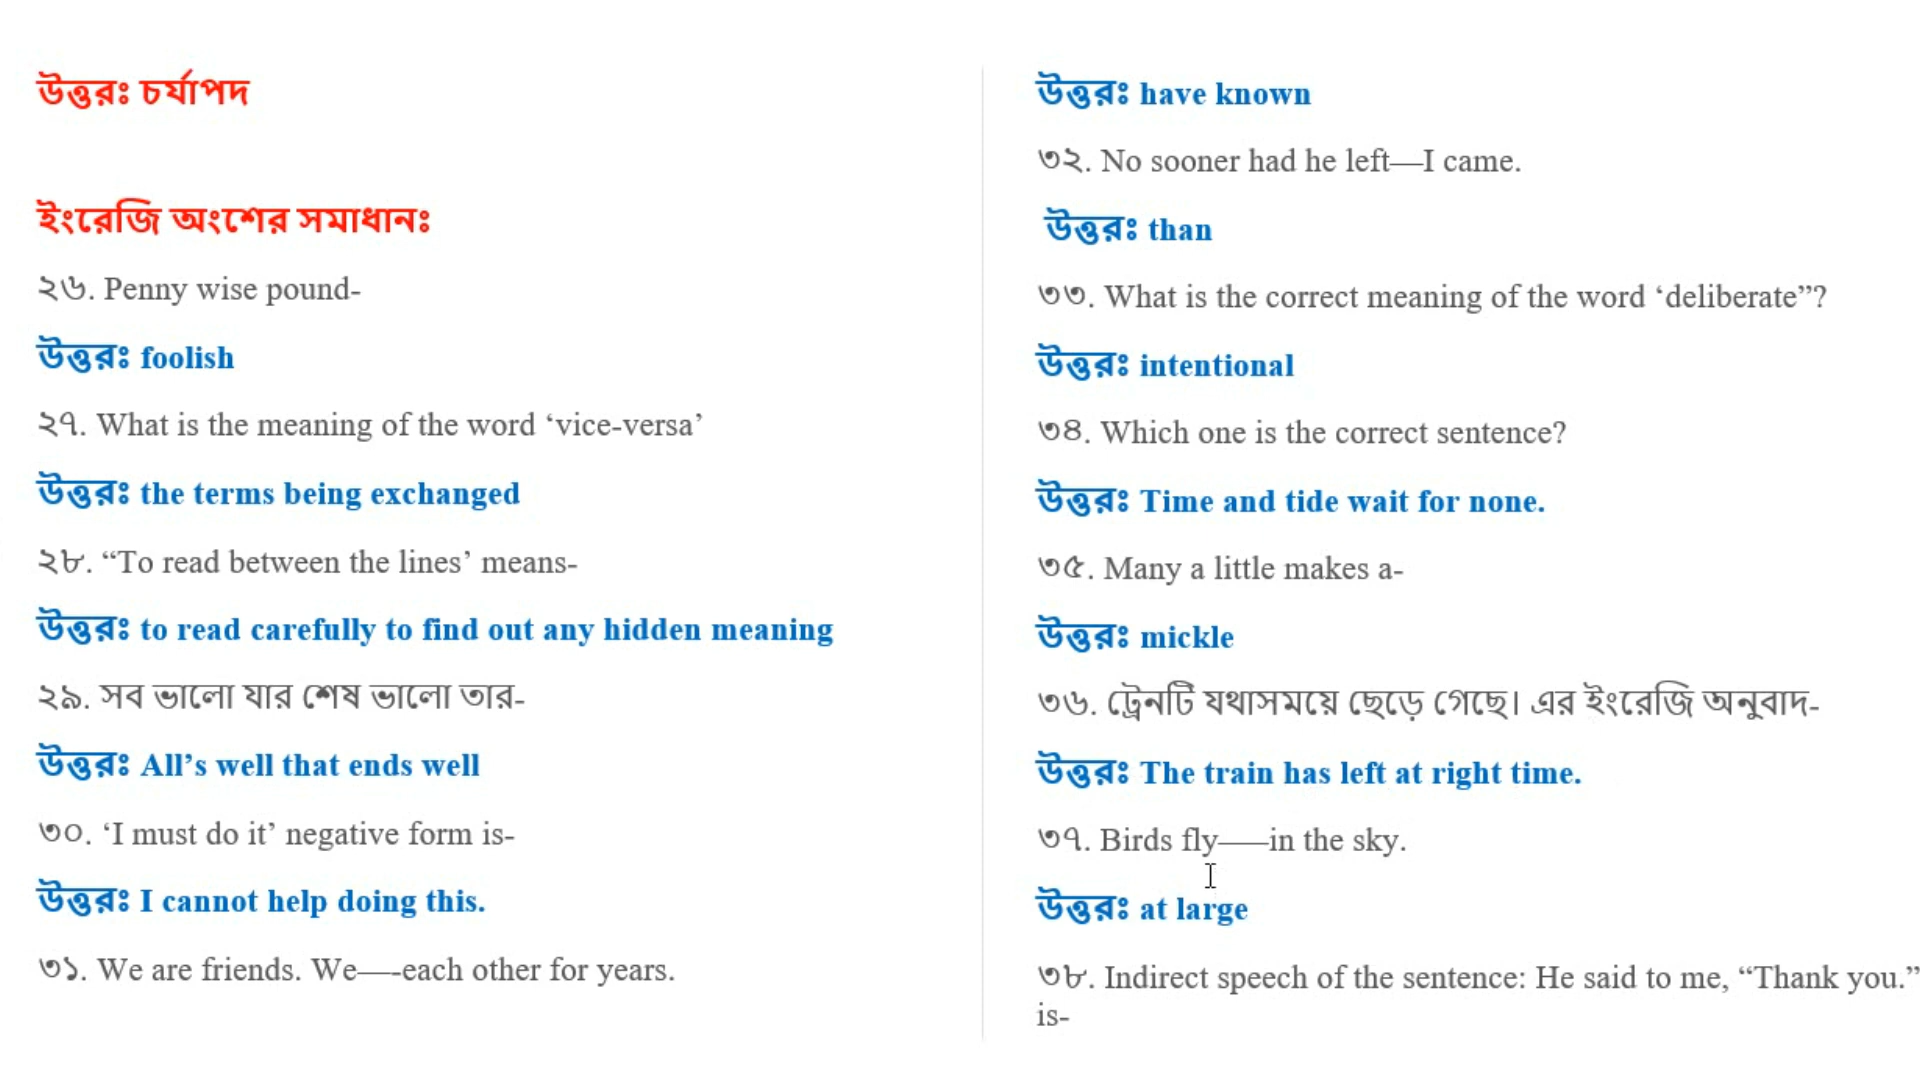 উত্তরঃ চর্যাপদ
ইংরেজি অংশের সমাধানঃ
২৬. Penny wise pound-
উত্তরঃ foolish
২৭. What is the meaning of the word ‘vice-versa’
উত্তরঃ the terms being exchanged
২৮. “To read between the lines’ means-
উত্তরঃ to read carefully to find out any hidden meaning
২৯. সব ভালো যার শেষ ভালো তার-
উত্তরঃ All’s well that ends well
৩০. ‘I must do it’ negative form is-
উত্তরঃ I cannot help doing this.
৩১. We are friends. We—-each other for years.
উত্তরঃ have known
৩২. No sooner had he left—I came.
উত্তরঃ than
৩৩. What is the correct meaning of the word ‘deliberate”?
উত্তরঃ intentional
৩৪. Which one is the correct sentence?
উত্তরঃ Time and tide wait for none.
৩৫. Many a little makes a-
উত্তরঃ mickle
৩৬. ট্রেনটি যথাসময়ে ছেড়ে গেছে। এর ইংরেজি অনুবাদ-
উত্তরঃ The train has left at right time.
৩৭. Birds fly——in the sky.
উত্তরঃ at large
৩৮. Indirect speech of the sentence: He said to me, “Thank you.”
is-